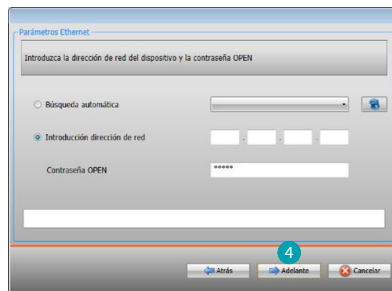 Parámetros Ethernet
Introduzca la dirección de red del dispositivo y la contraseña OPEN
Búsqueda automática
Introducción dirección de red
. . .
Contraseña OPEN
*****
4
Atrás Adelante Cancelar